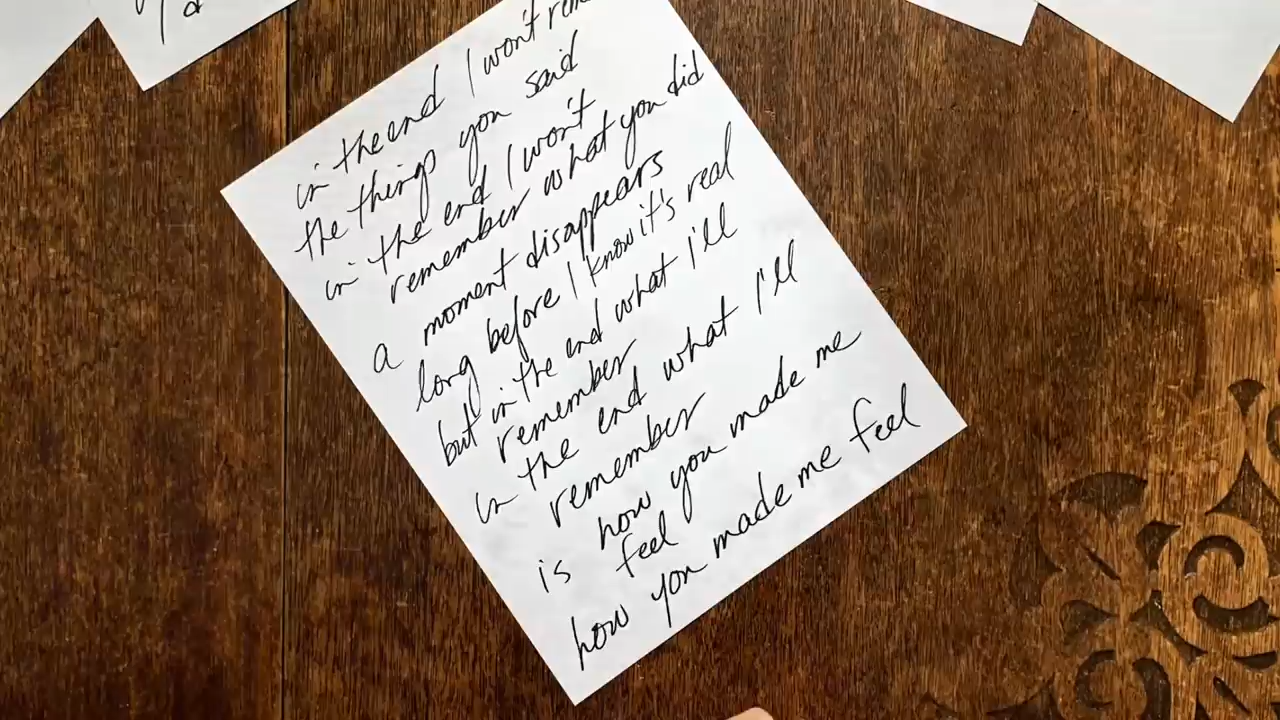 in the end I won't
the things you said
in the end I won't
remember what you did
a moment disappears
long before I know it's real
but in the end what I'll
remember
in the end what I'll
remember
is how you made me
feel
how you made me feel